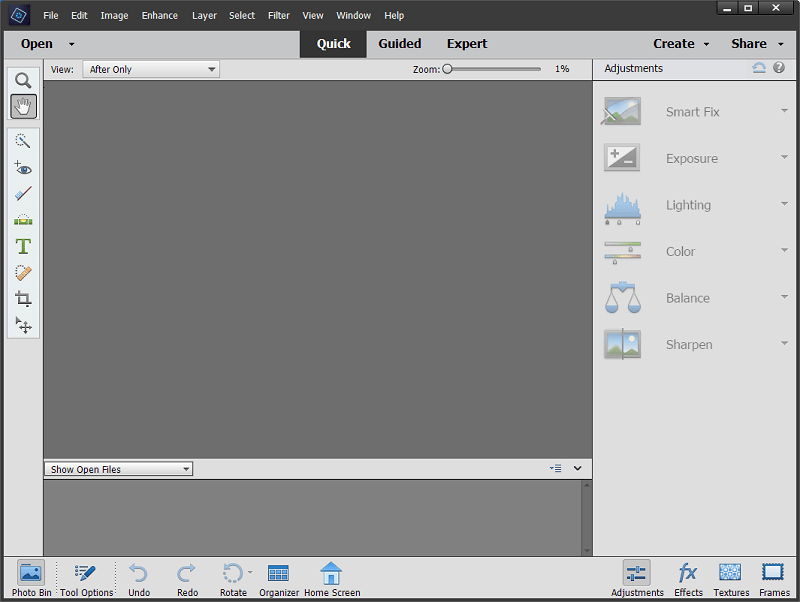 File Edit Image Enhance Layer Select Filter View Window Help
Open Quick Guided Expert Create Share
View: After Only Zoom: 1% Adjustments
Smart Fix
Exposure
Lighting
Color
Balance
T
Sharpen
Show Open Files
Photo Bin Tool Options Undo Redo Rotate Organizer Home Screen Adjustments Effects Textures Frames